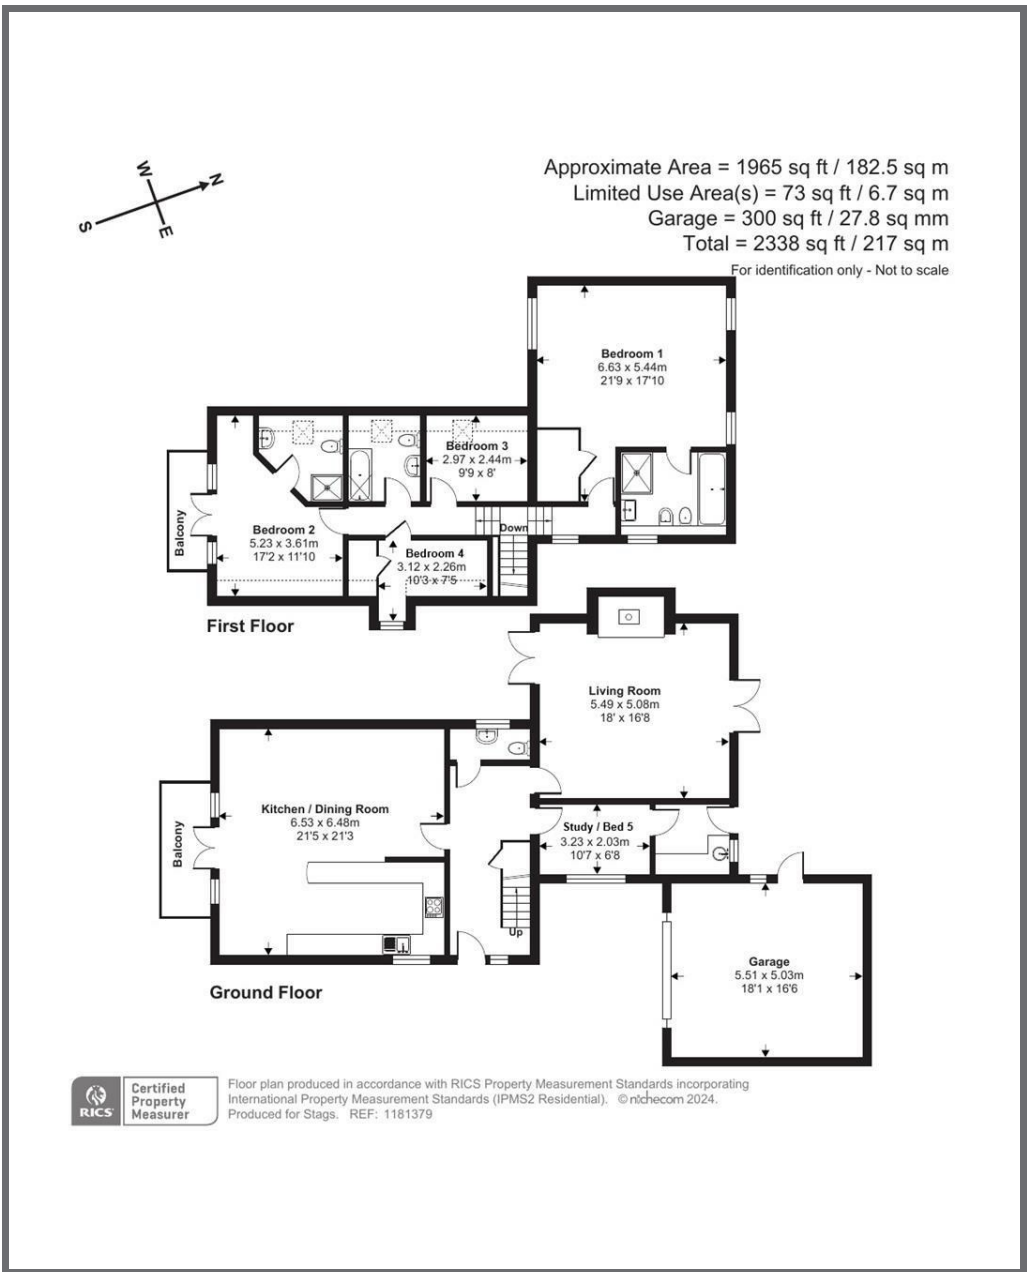 W
N
S
E
Approximate Area = 1965 sq ft / 182.5 sq m
Limited Use Area(s) = 73 sq ft / 6.7 sq m
Garage = 300 sq ft / 27.8 sq mm
Total = 2338 sq ft / 217 sq m
For identification only - Not to scale
Bedroom 1
6.63 x 5.44m
21'9 x 17'10
Bedroom 3
2.97 x 2.44m
9'9 x 8'
Balcony
Bedroom 2
5.23 x 3.61m
17'2 x 11'10
Down
Bedroom 4
3.12 x 2.26m
10'3 x 7'5
First Floor
Living Room
5.49 x 5.08m
18' x 16'8
Balcony
Kitchen / Dining Room
6.53 x 6.48m
21'5 x 21'3
Study / Bed 5
3.23 x 2.03m
10'7 x 6'8
Up
Garage
5.51 x 5.03m
18'1 x 16'6
Ground Floor
RICS
Certified
Property
Measurer
Floor plan produced in accordance with RICS Property Measurement Standards incorporating
International Property Measurement Standards (IPMS2 Residential). © nichecom 2024.
Produced for Stags. REF: 1181379